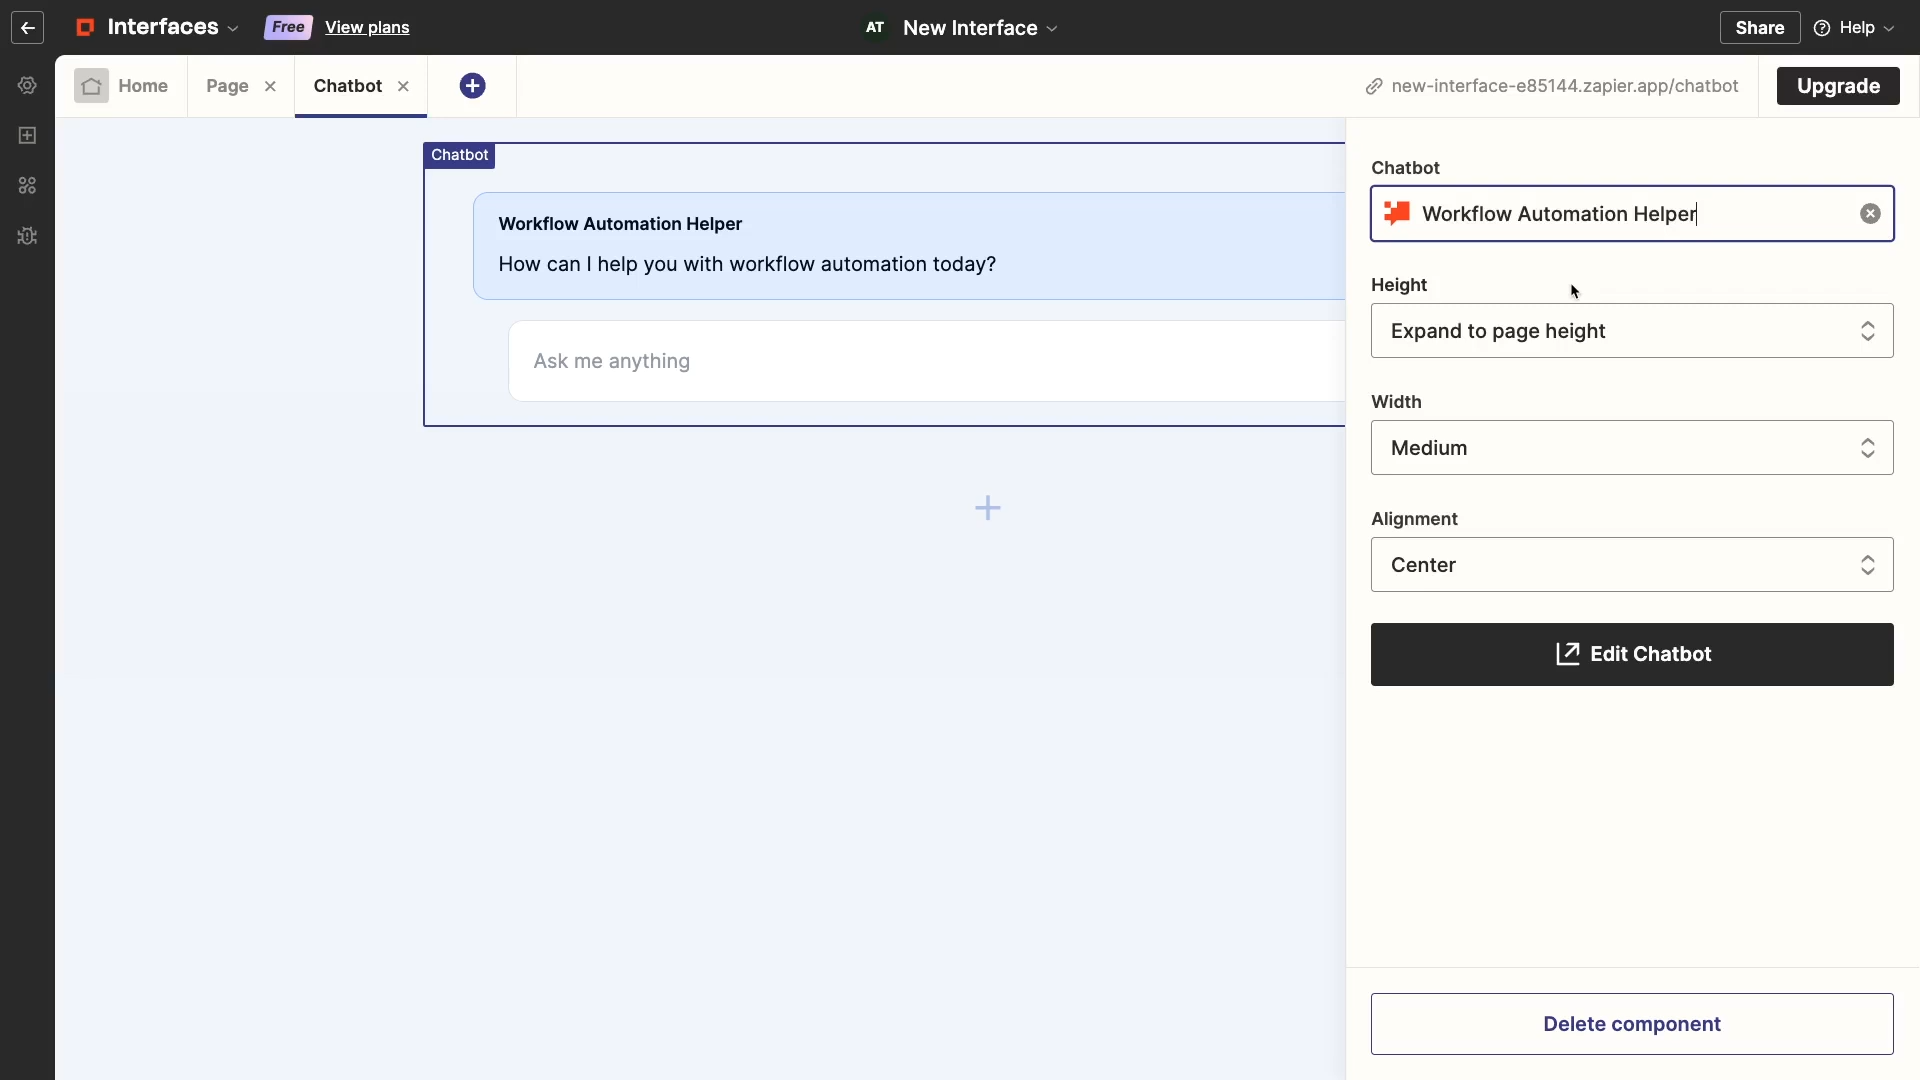 Interfaces
Free
View plans
AT
New Interface
Share
Help
Home
Page
Chatbot
new-interface-e85144.zapier.app/chatbot
Upgrade
Chatbot
Workflow Automation Helper
How can I help you with workflow automation today?
Ask me anything
Chatbot
Workflow Automation Helper
Height
Expand to page height
Width
Medium
Alignment
Center
Edit Chatbot
Delete component